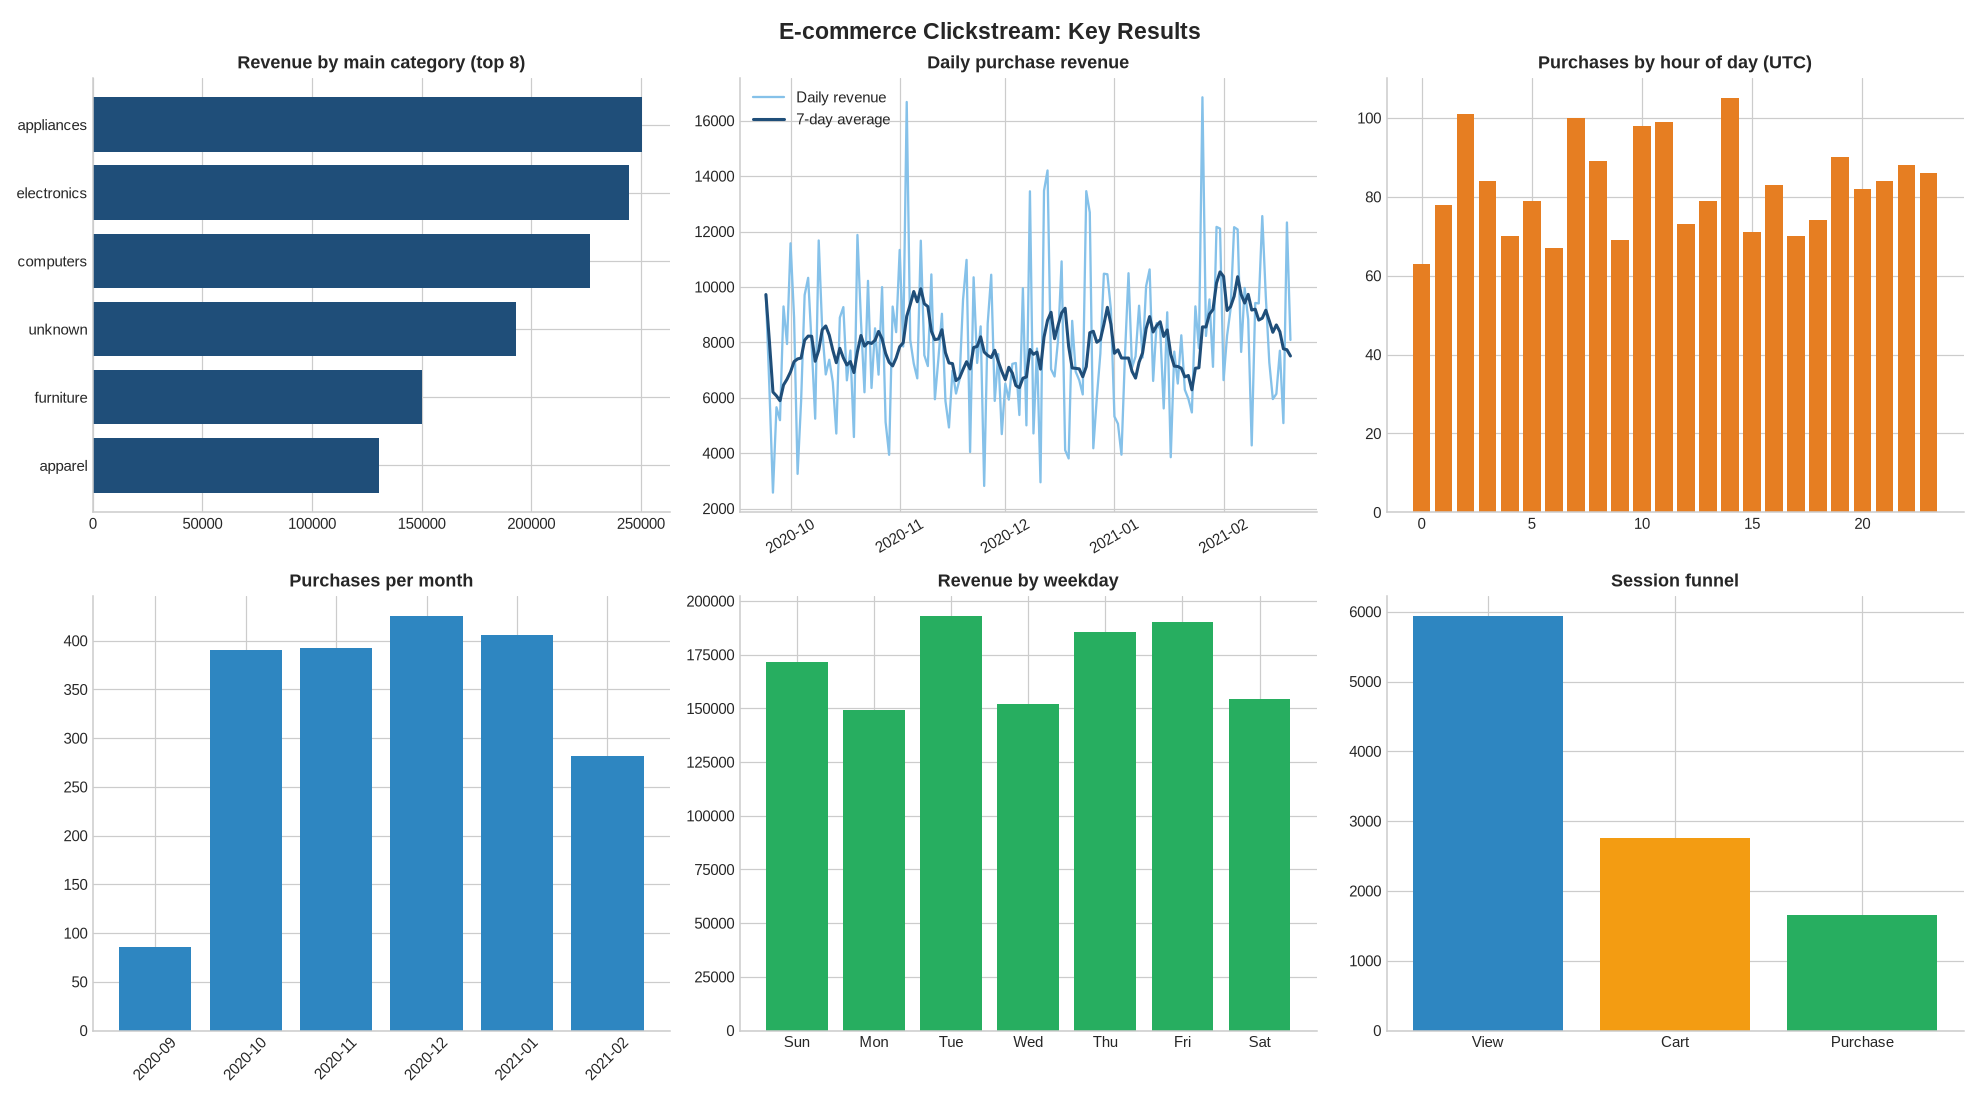 E-commerce Clickstream: Key Results
Revenue by main category (top 8)
appliances
electronics
computers
unknown
furniture
apparel
0 50000 100000 150000 200000 250000
Daily purchase revenue
Daily revenue
7-day average
16000
14000
12000
10000
8000
6000
4000
2000
2020-10 2020-11 2020-12 2021-01 2021-02
Purchases by hour of day (UTC)
100
80
60
40
20
0
0 5 10 15 20
Purchases per month
400
350
300
250
200
150
100
50
0
2020-09 2020-10 2020-11 2020-12 2021-01 2021-02
Revenue by weekday
200000
175000
150000
125000
100000
75000
50000
25000
0
Sun Mon Tue Wed Thu Fri Sat
Session funnel
6000
5000
4000
3000
2000
1000
0
View Cart Purchase